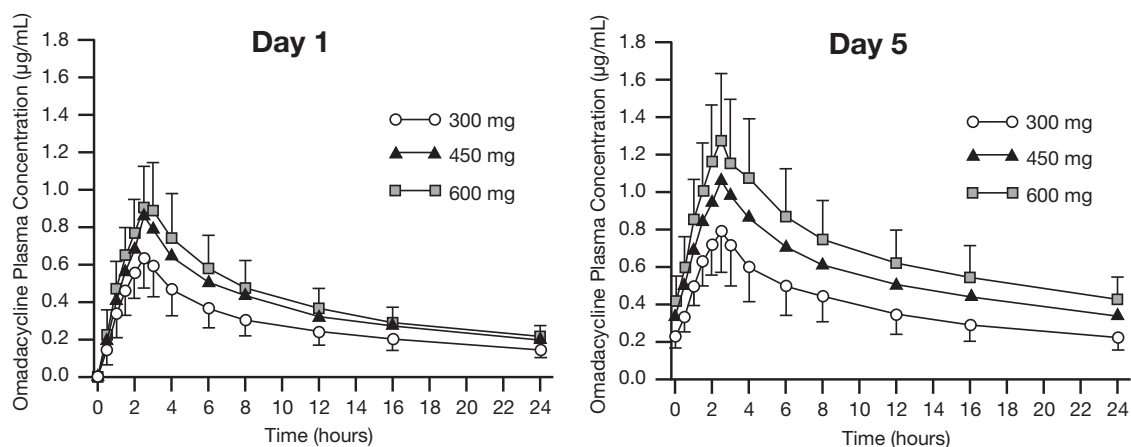 Day 1
Omadacycline Plasma Concentration (µg/mL)
1.8
1.6
1.4
1.2
1.0
0.8
0.6
0.4
0.2
0.0
300 mg
450 mg
600 mg
0 2 4 6 8 10 12 14 16 18 20 22 24
Time (hours)
Day 5
Omadacycline Plasma Concentration (µg/mL)
1.8
1.6
1.4
1.2
1.0
0.8
0.6
0.4
0.2
0.0
300 mg
450 mg
600 mg
0 2 4 6 8 10 12 14 16 18 20 22 24
Time (hours)